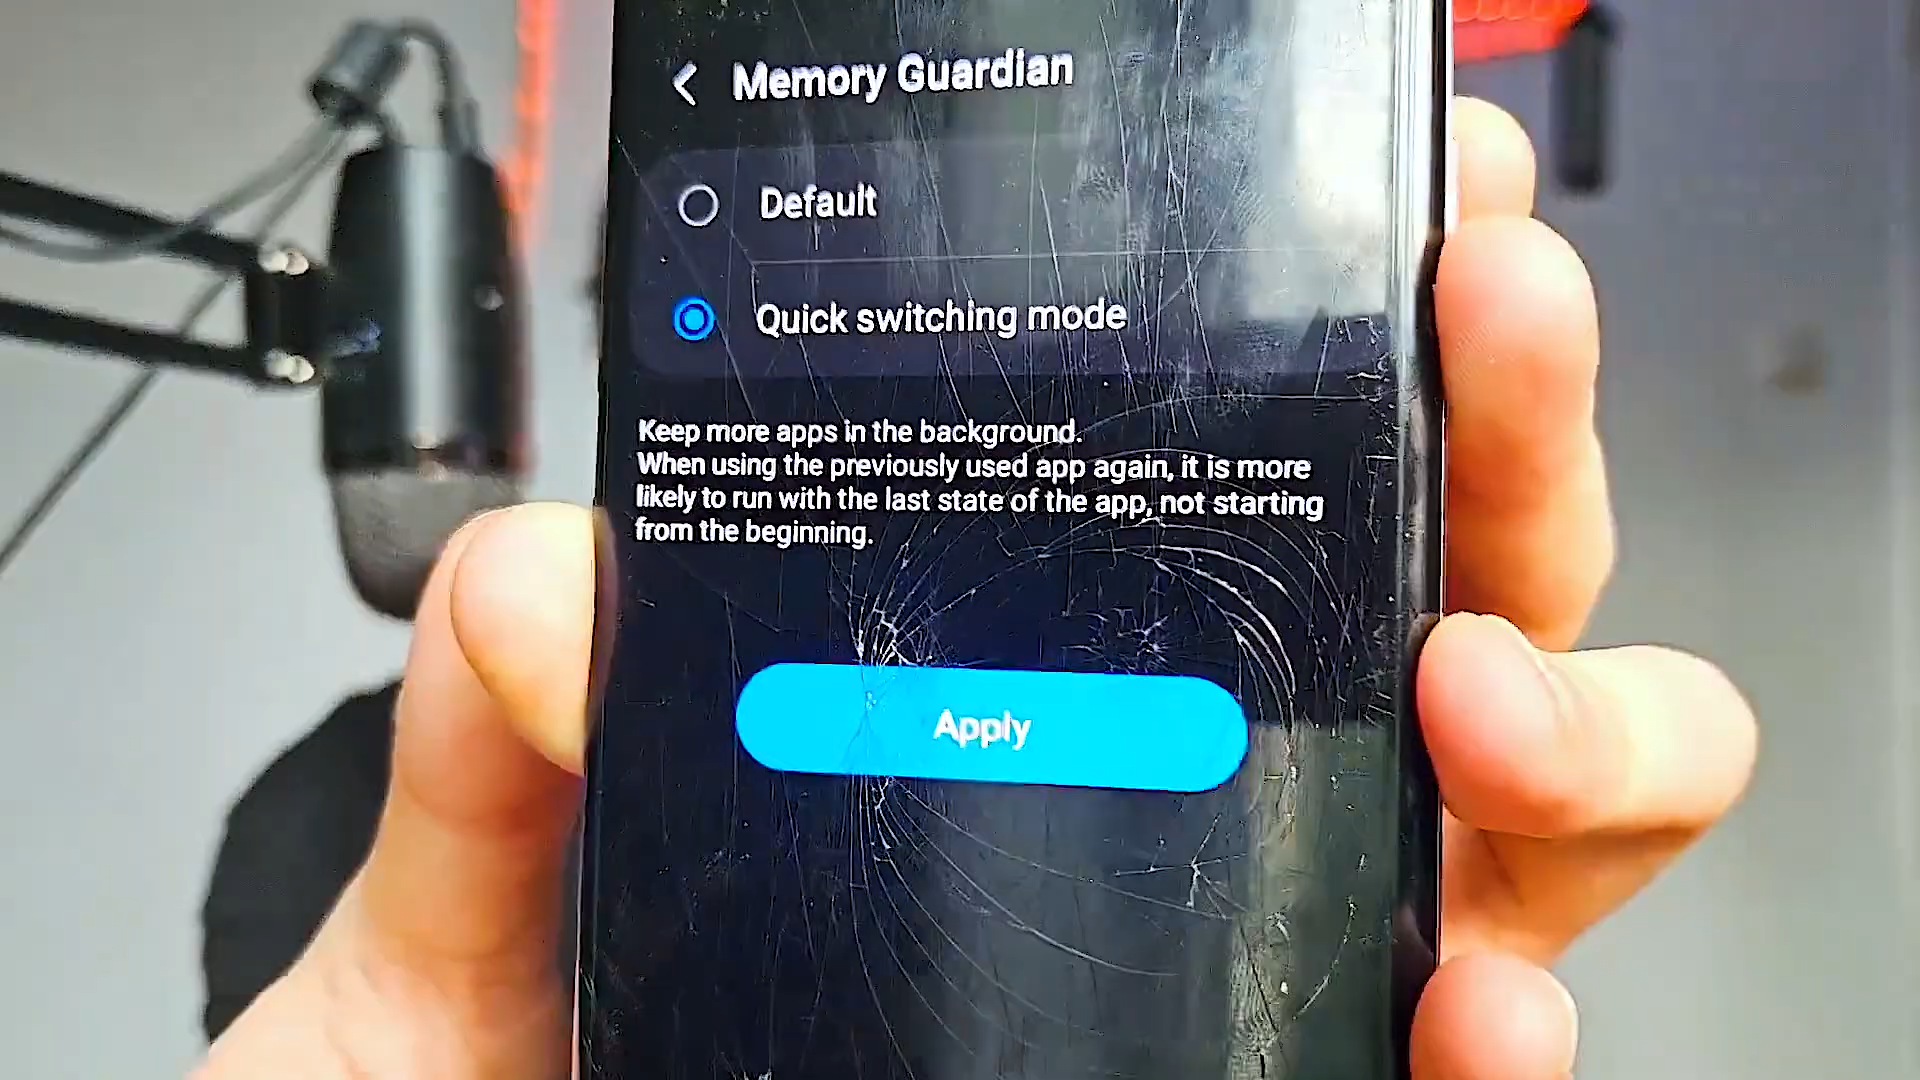 Memory Guardian
Default
Quick switching mode
Keep more apps in the background.
When using the previously used app again, it is more
likely to run with the last state of the app, not starting
from the beginning.
Apply